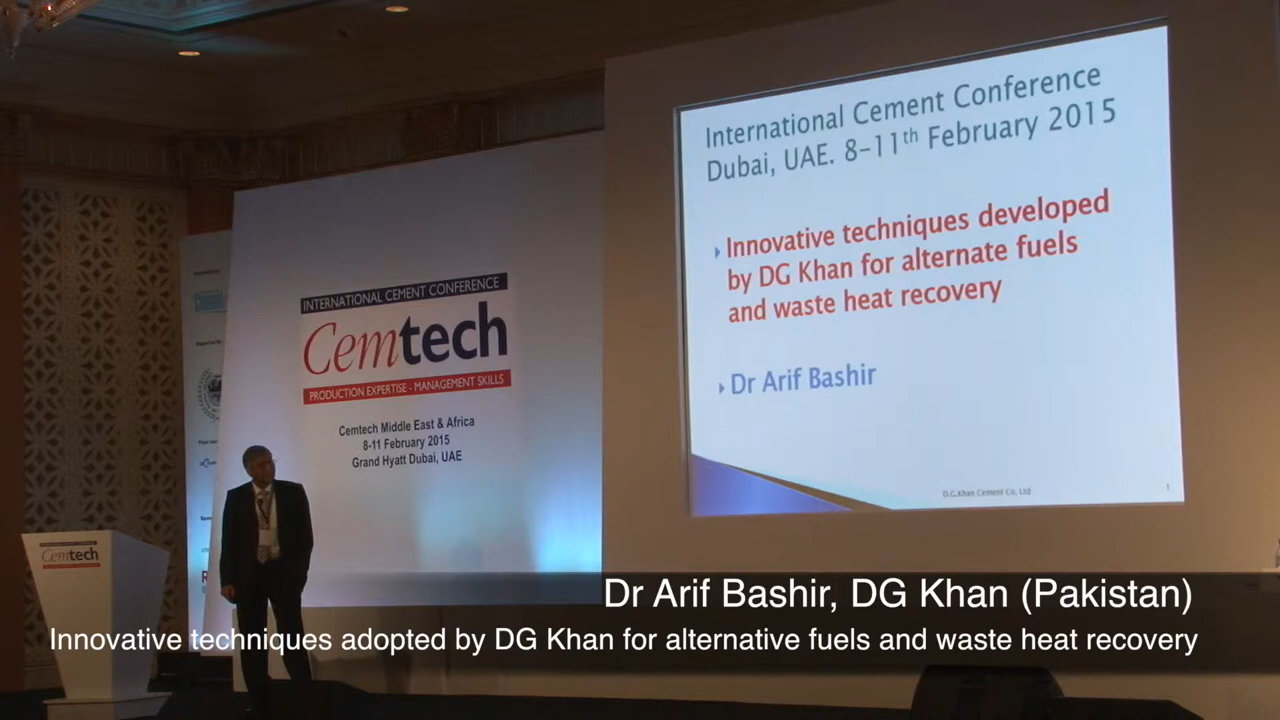 International Cement Conference
Dubai, UAE. 8-11th February 2015
Innovative techniques developed
by DG Khan for alternate fuels
and waste heat recovery
Dr Arif Bashir
D.G.Khan Cement Co. Ltd
1
INTERNATIONAL CEMENT CONFERENCE
Cemtech
PRODUCTION EXPERTISE - MANAGEMENT SKILLS
Cemtech Middle East & Africa
8-11 February 2015
Grand Hyatt Dubai, UAE
Cemtech
Dr Arif Bashir, DG Khan (Pakistan)
Innovative techniques adopted by DG Khan for alternative fuels and waste heat recovery